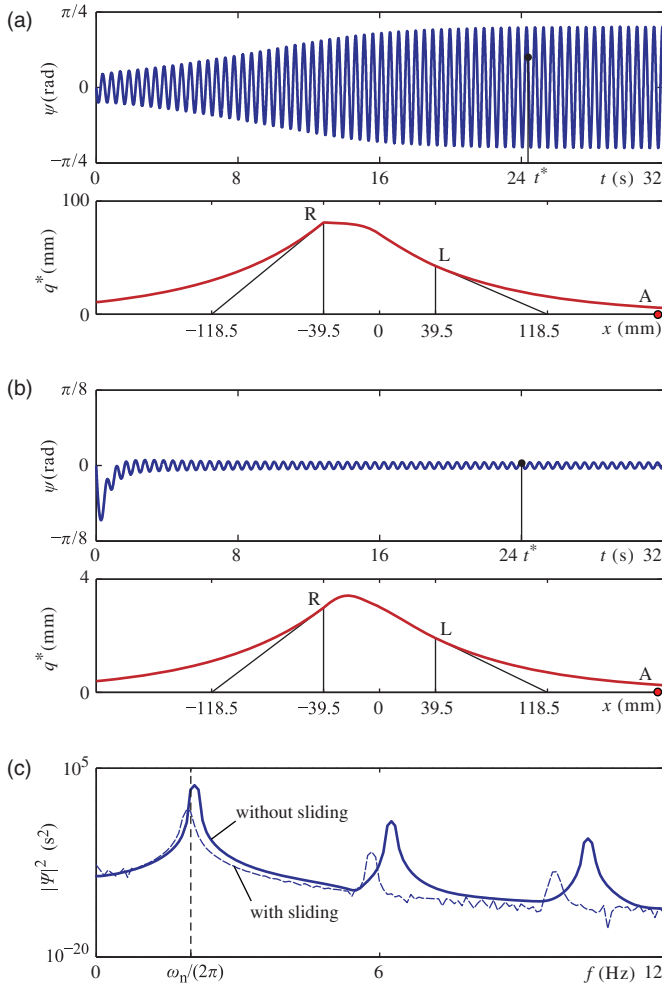 (a)
π/4
0
−π/4
ψ (rad)
0 8 16 24 t* t (s) 32
100
0
q* (mm)
R
L
A
−118.5 −39.5 0 39.5 118.5 x (mm)
(b)
π/8
0
−π/8
ψ (rad)
0 8 16 24 t* t (s) 32
4
2
0
q* (mm)
R
L
A
−118.5 −39.5 0 39.5 118.5 x (mm)
(c)
10^5
10^−20
|Ψ|² (s²)
without sliding
with sliding
0 ωn/(2π) 6 f (Hz) 12